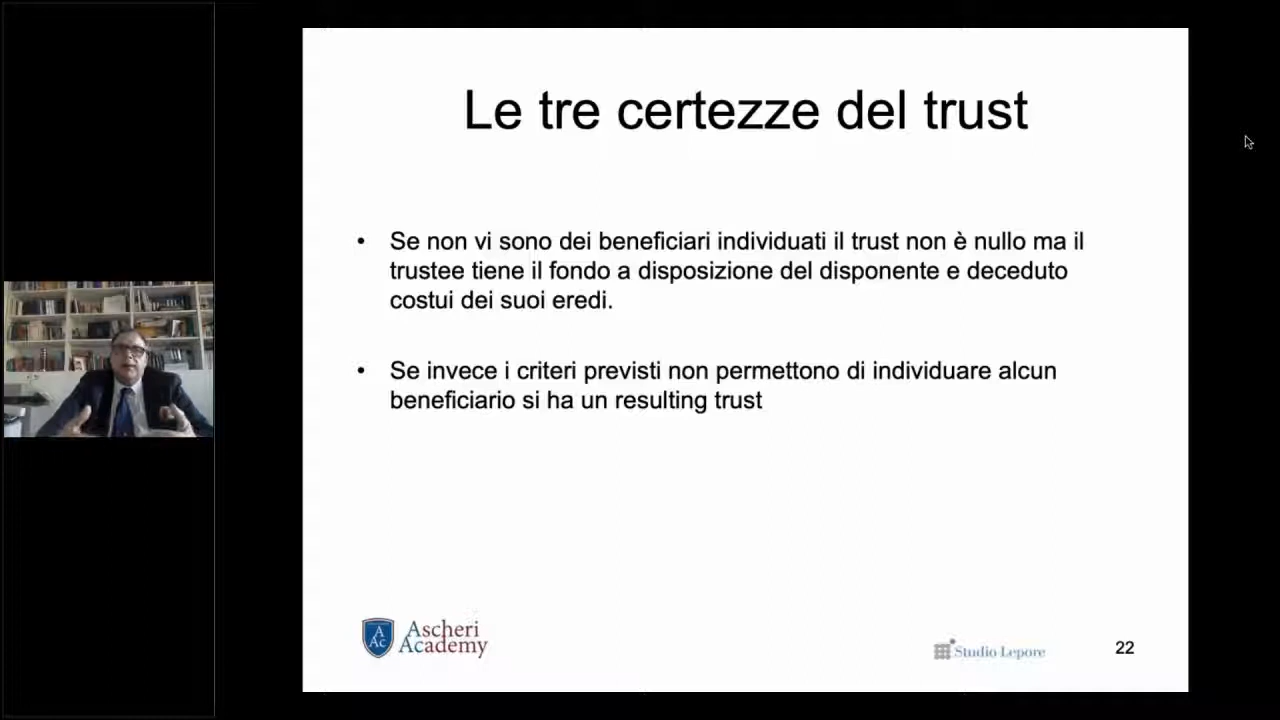 Le tre certezze del trust
• Se non vi sono dei beneficiari individuati il trust non è nullo ma il
trustee tiene il fondo a disposizione del disponente e deceduto
costui dei suoi eredi.
• Se invece i criteri previsti non permettono di individuare alcun
beneficiario si ha un resulting trust
A
Ac
Ascheri
Academy
Studio Lepore
22